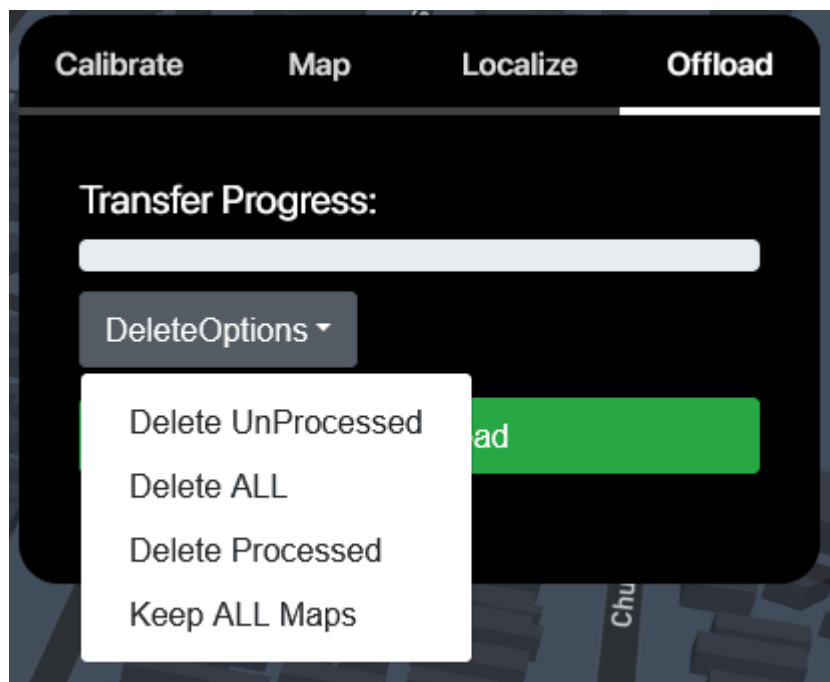 Calibrate Map Localize Offload
Transfer Progress:
DeleteOptions
Delete UnProcessed
ad
Delete ALL
Delete Processed
Keep ALL Maps
Chu